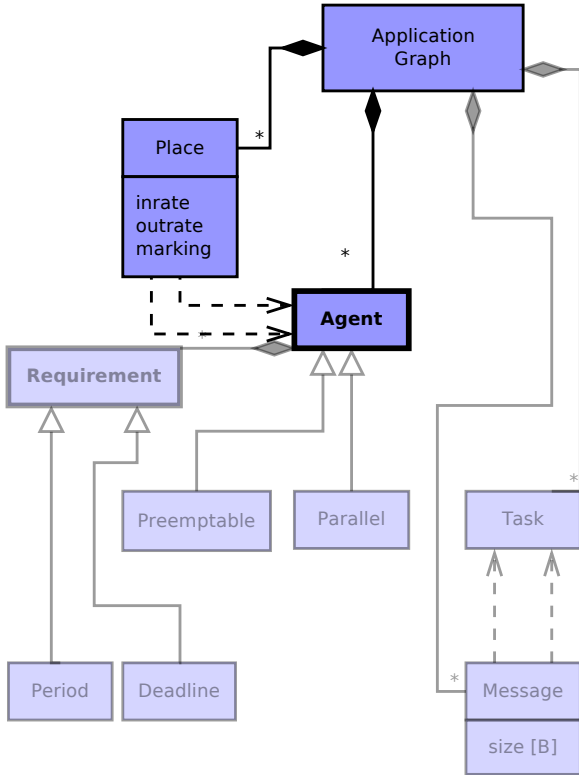 Application
Graph
*
Place
inrate
outrate
marking
*
Agent
*
Requirement
Preemptable
Parallel
*
Task
Period
Deadline
*
Message
size [B]